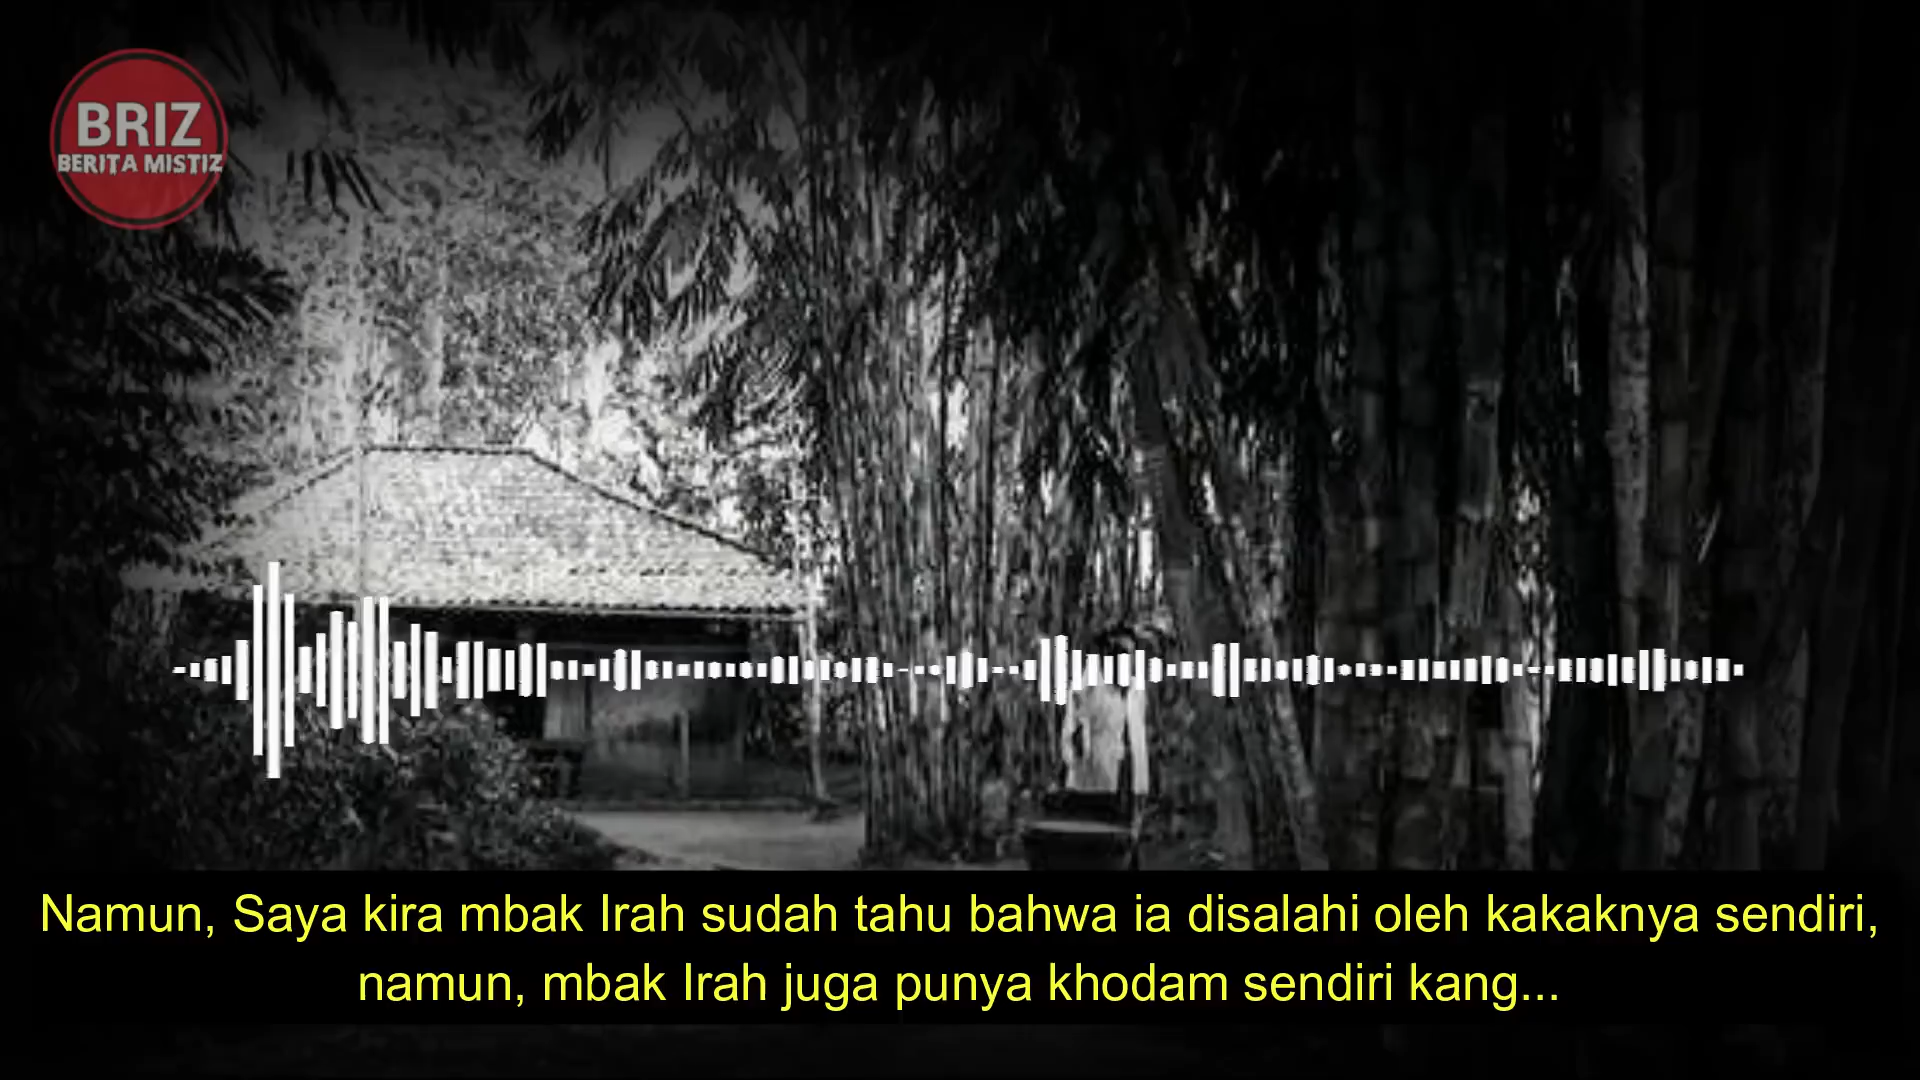 BRIZ
BERITA MISTIZ
Namun, Saya kira mbak Irah sudah tahu bahwa ia disalahi oleh kakaknya sendiri,
namun, mbak Irah juga punya khodam sendiri kang...